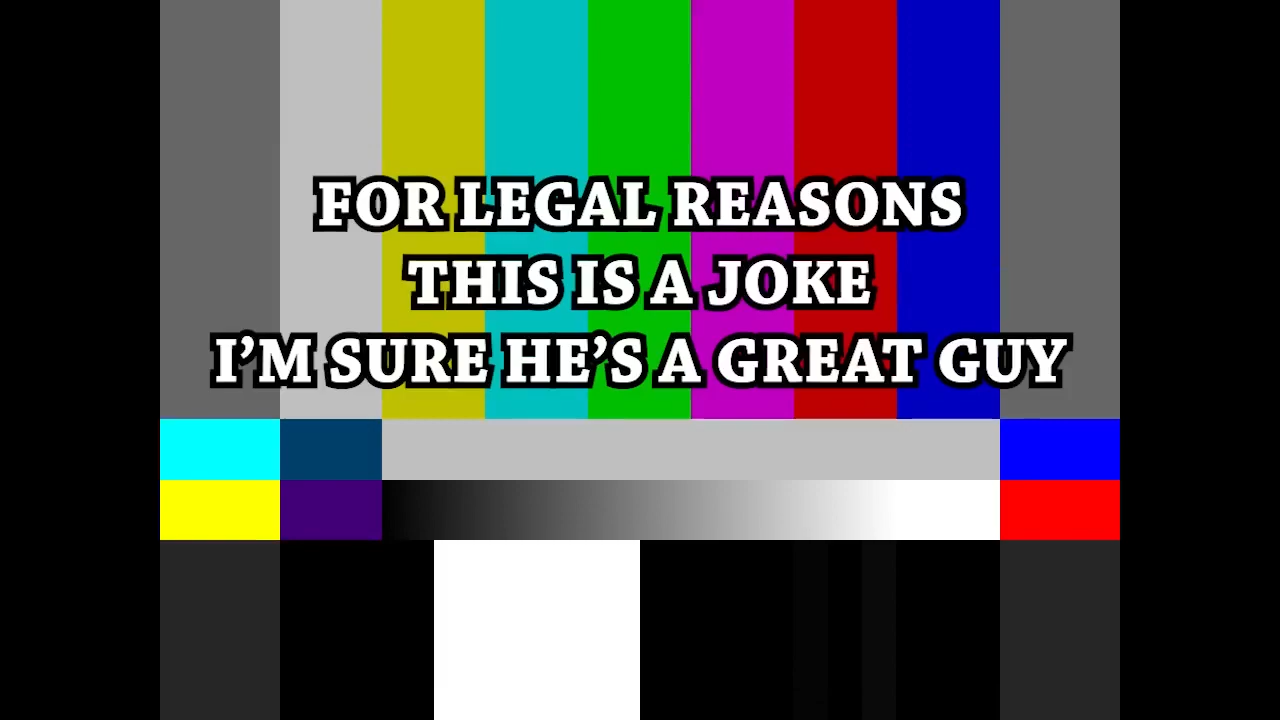 FOR LEGAL REASONS
THIS IS A JOKE
I’M SURE HE’S A GREAT GUY